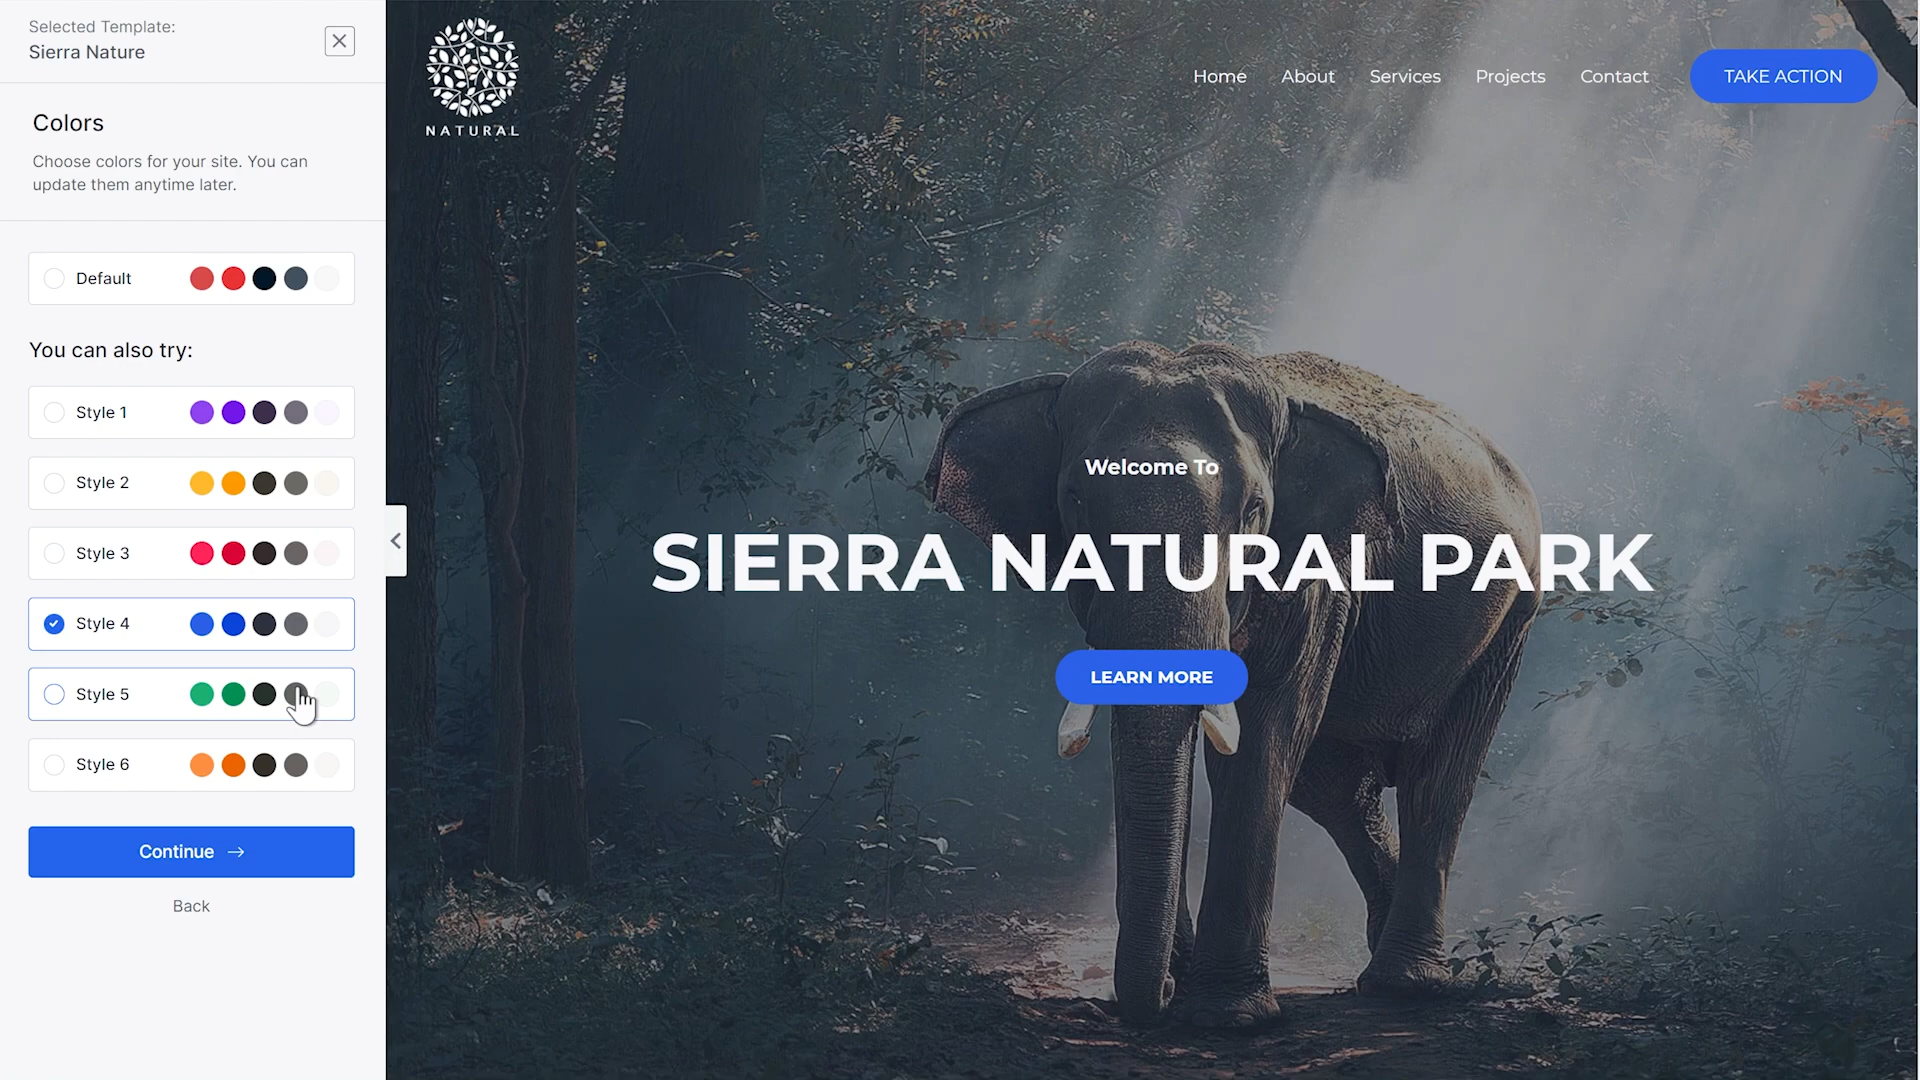 Selected Template:
Sierra Nature
Colors
Choose colors for your site. You can
update them anytime later.
Default
You can also try:
Style 1
Style 2
Style 3
Style 4
Style 5
Style 6
Continue
Back
NATURAL
Home
About
Services
Projects
Contact
TAKE ACTION
Welcome To
SIERRA NATURAL PARK
LEARN MORE